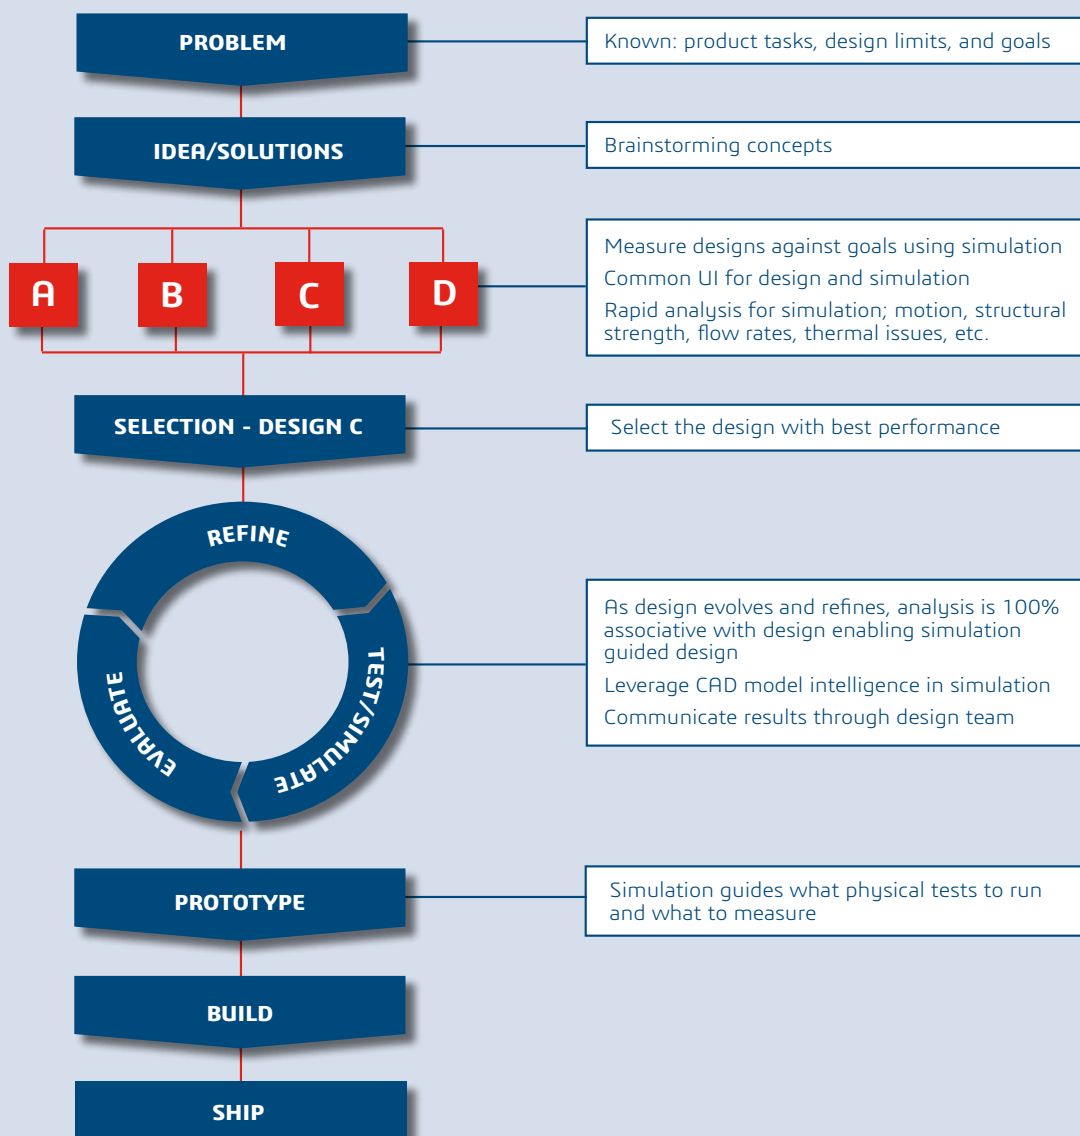 PROBLEM
Known: product tasks, design limits, and goals
IDEA/SOLUTIONS
Brainstorming concepts
A
B
C
D
Measure designs against goals using simulation
Common UI for design and simulation
Rapid analysis for simulation; motion, structural
strength, flow rates, thermal issues, etc.
SELECTION - DESIGN C
Select the design with best performance
REFINE
TEST/SIMULATE
EVALUATE
As design evolves and refines, analysis is 100%
associative with design enabling simulation
guided design
Leverage CAD model intelligence in simulation
Communicate results through design team
PROTOTYPE
Simulation guides what physical tests to run
and what to measure
BUILD
SHIP